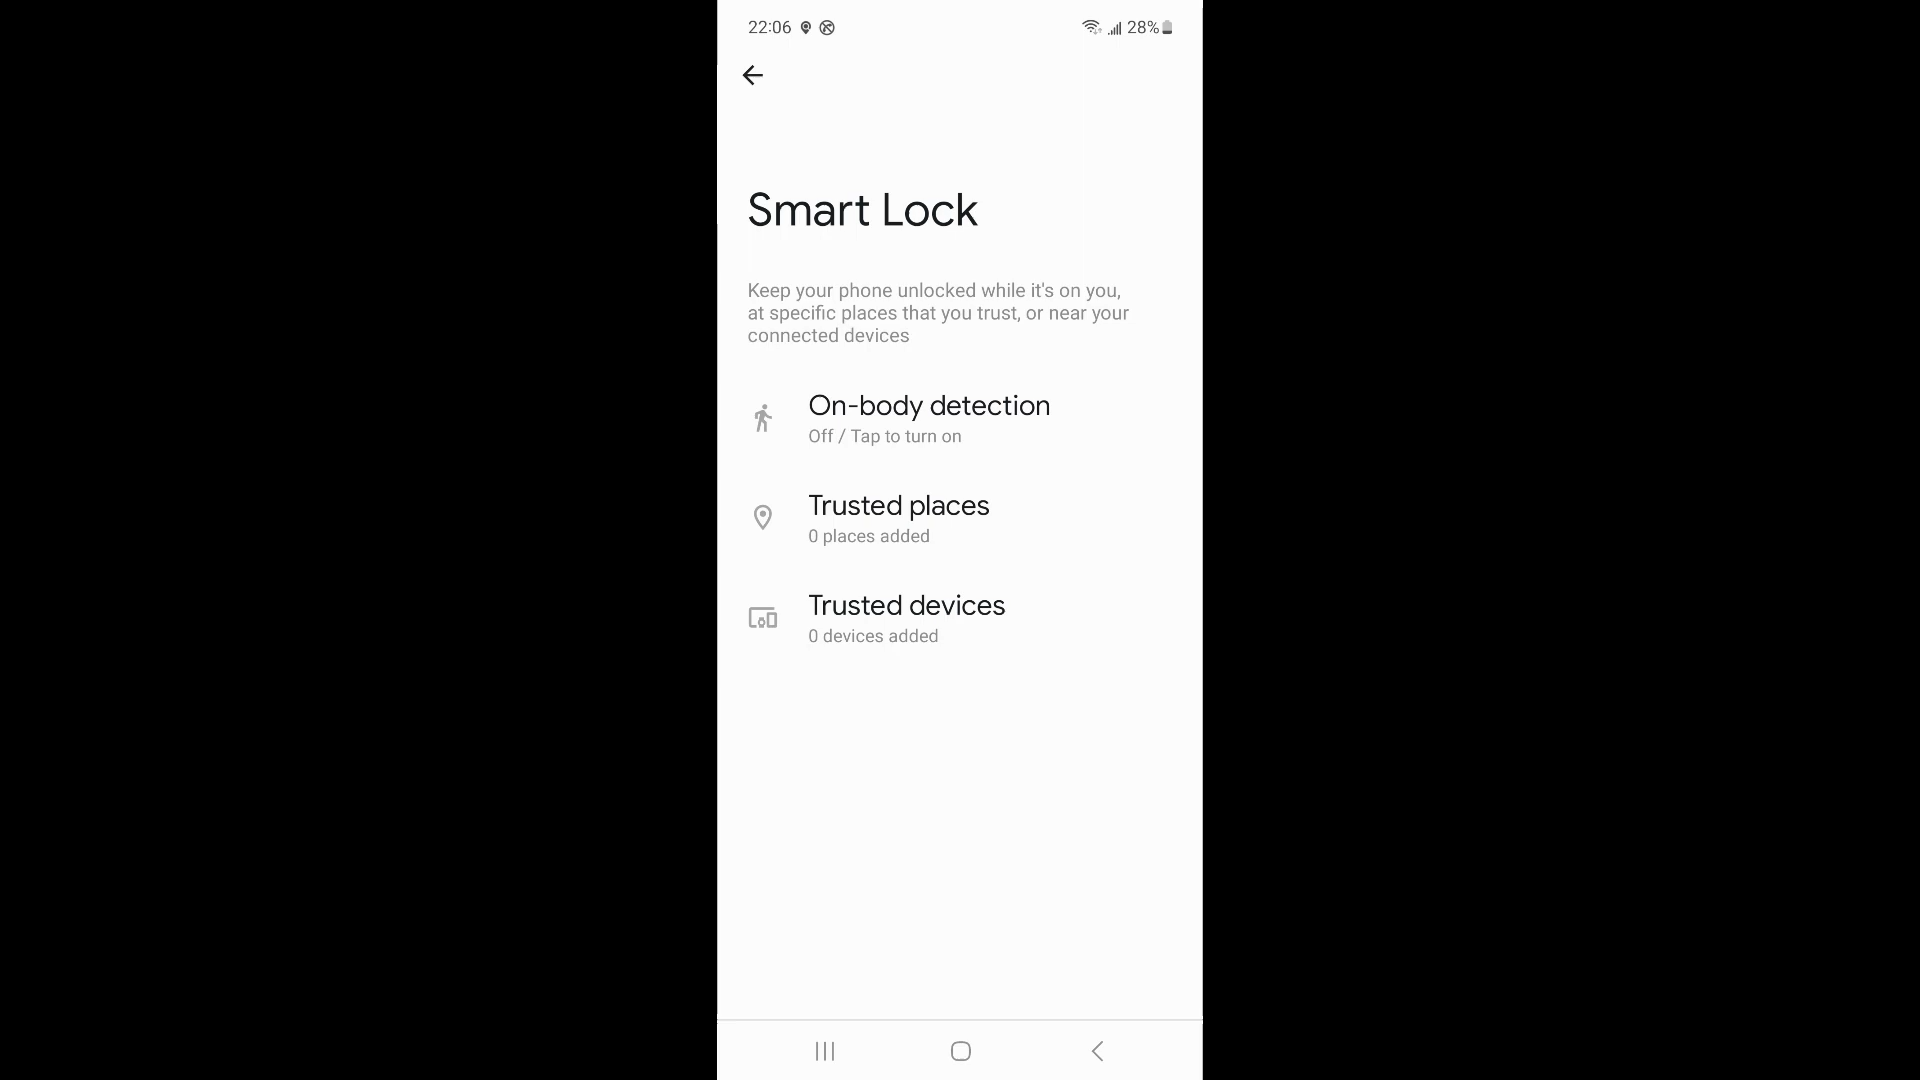 22:06 28%
Smart Lock
Keep your phone unlocked while it's on you,
at specific places that you trust, or near your
connected devices
On-body detection
Off / Tap to turn on
Trusted places
0 places added
Trusted devices
0 devices added